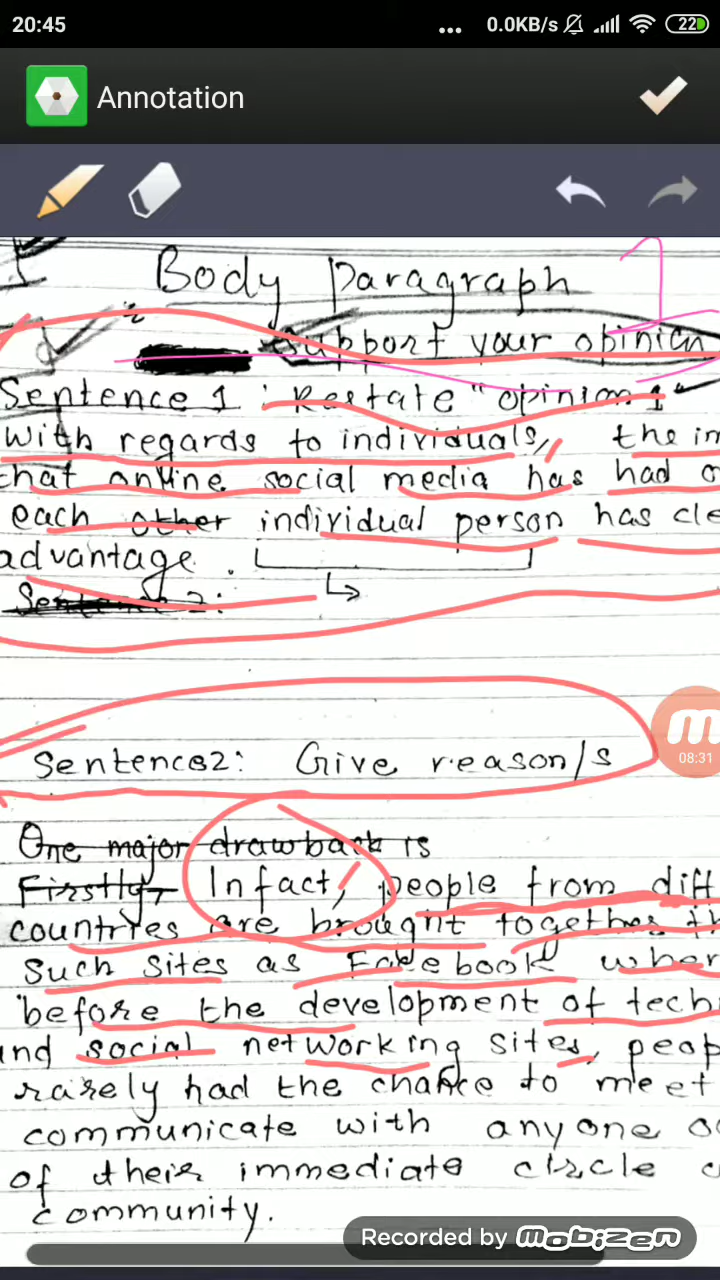 20:45 ... 0.0KB/s 22
Annotation
Body Paragraph
Support your opinion
Sentence 1 : Restate "opinion 1"
with regards to individuals, the im
that online social media has had o
each other individual person has cle
advantage.
Sentence 2:
Sentence2: Give reason/s
08:31
One major drawback is
Firstly, Infact, people from diff
countries are brought together th
such sites as Facebook wher
before the development of tech
and social networking sites, peop
rarely had the chance to meet
communicate with anyone o
of their immediate circle
community.
Recorded by mobizen